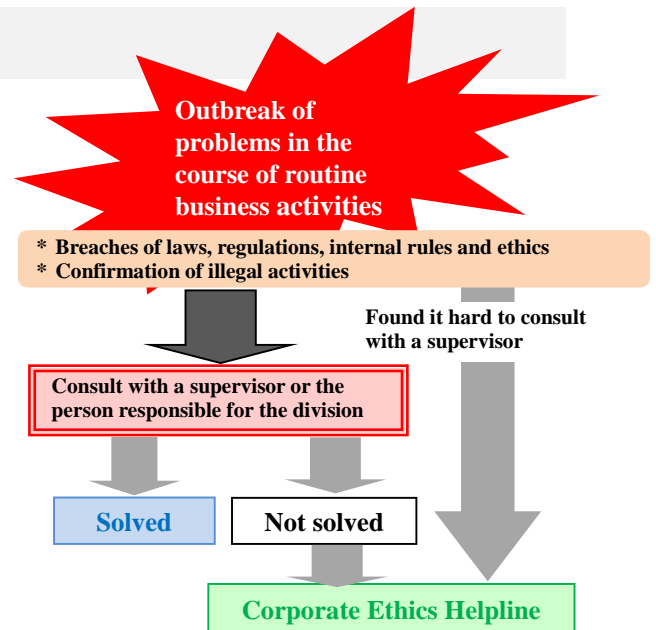 Outbreak of
problems in the
course of routine
business activities
* Breaches of laws, regulations, internal rules and ethics
* Confirmation of illegal activities
Found it hard to consult
with a supervisor
Consult with a supervisor or the
person responsible for the division
Solved
Not solved
Corporate Ethics Helpline